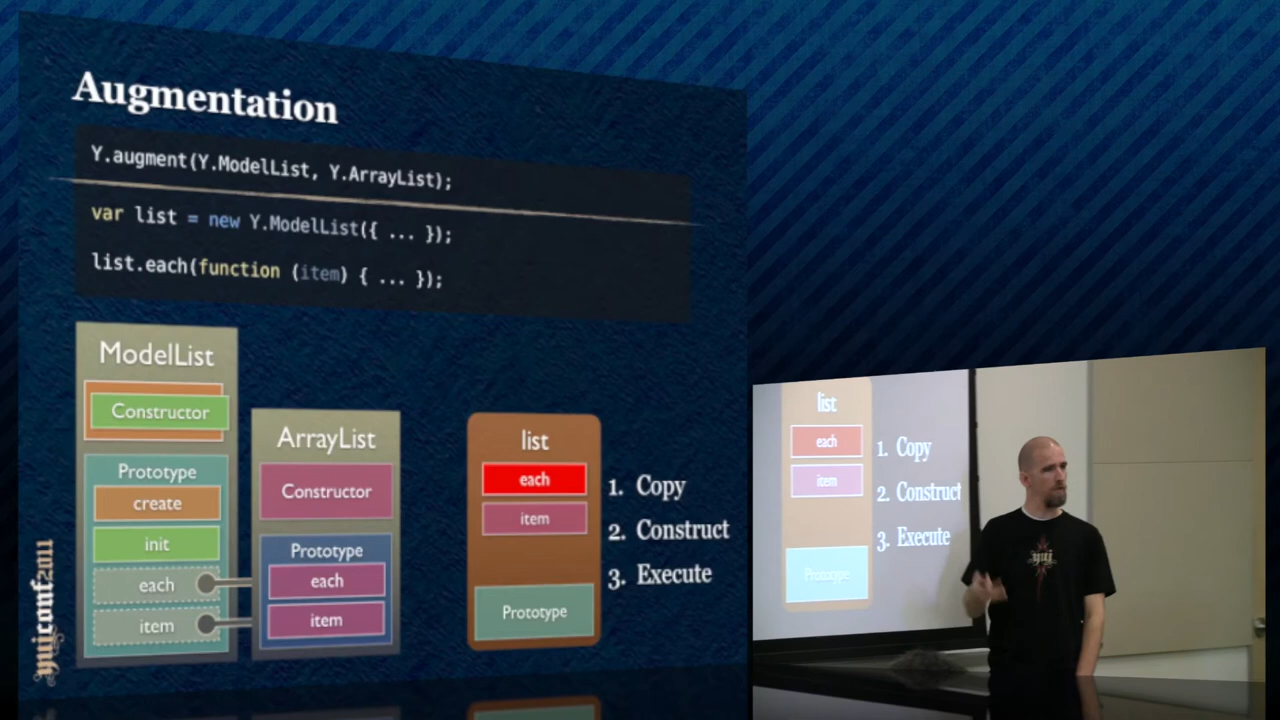 Augmentation
Y.augment(Y.ModelList, Y.ArrayList);
var list = new Y.ModelList({ ... });
list.each(function (item) { ... });
ModelList
Constructor
Prototype
create
init
each
item
ArrayList
Constructor
Prototype
each
item
list
each
item
Prototype
1. Copy
2. Construct
3. Execute
yuiconf2011
list
each
item
Prototype
1. Copy
2. Construct
3. Execute
yui